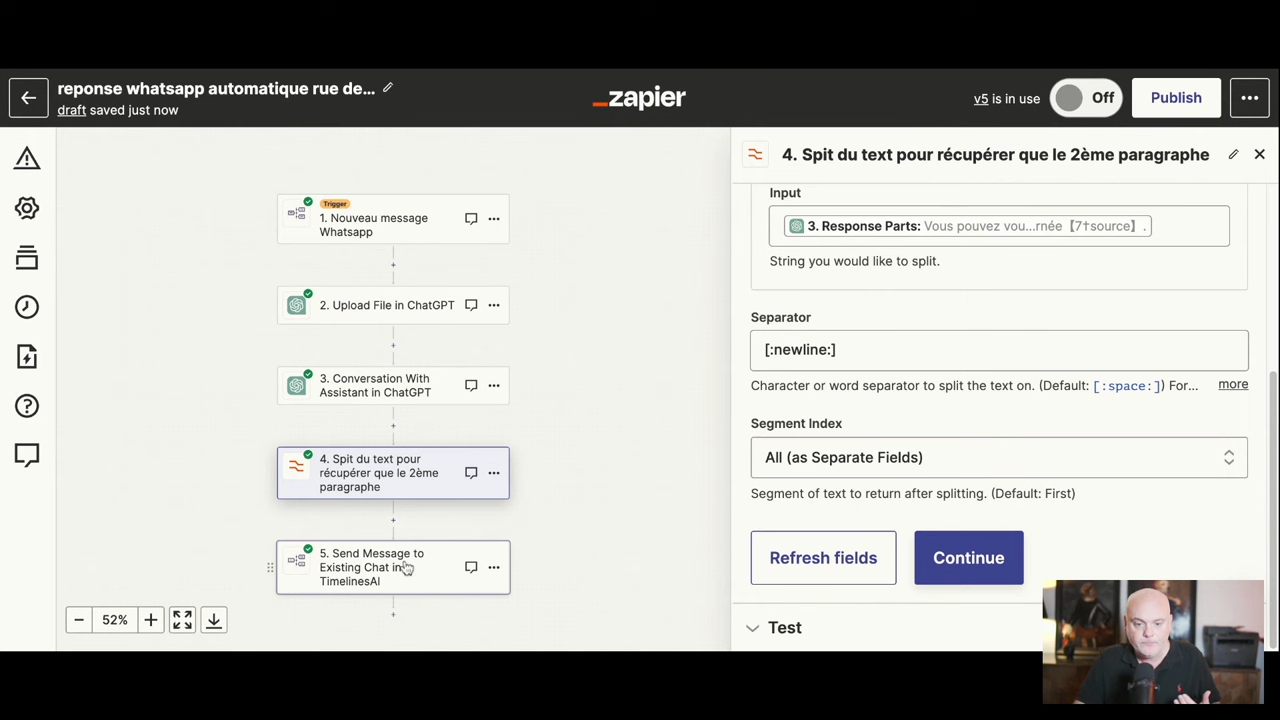 reponse whatsapp automatique rue de...
draft saved just now
_zapier
v5 is in use
Off
Publish
Trigger
1. Nouveau message
Whatsapp
2. Upload File in ChatGPT
3. Conversation With
Assistant in ChatGPT
4. Spit du text pour
récupérer que le 2ème
paragraphe
5. Send Message to
Existing Chat in
TimelinesAI
52%
4. Spit du text pour récupérer que le 2ème paragraphe
Input
3. Response Parts: Vous pouvez vou...rnée【7†source】.
String you would like to split.
Separator
[:newline:]
Character or word separator to split the text on. (Default: [:space:]) For...
more
Segment Index
All (as Separate Fields)
Segment of text to return after splitting. (Default: First)
Refresh fields
Continue
Test